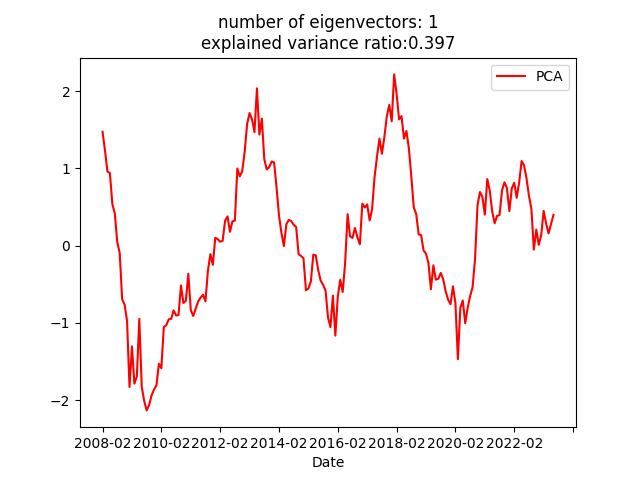 number of eigenvectors: 1
explained variance ratio:0.397
PCA
2
1
0
−1
−2
2008-02 2010-02 2012-02 2014-02 2016-02 2018-02 2020-02 2022-02
Date